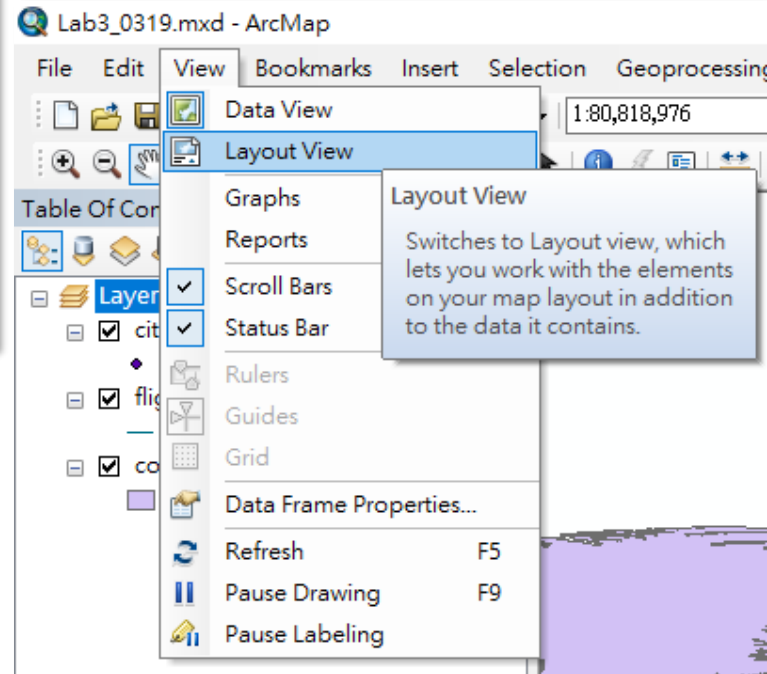 Lab3_0319.mxd - ArcMap
File Edit View Bookmarks Insert Selection Geoprocessing
Data View
1:80,818,976
Layout View
Table Of Con
Graphs
Reports
Layout View
Switches to Layout view, which
lets you work with the elements
on your map layout in addition
to the data it contains.
Layer
Scroll Bars
cit
Status Bar
Rulers
flig
Guides
Grid
co
Data Frame Properties...
Refresh F5
Pause Drawing F9
Pause Labeling